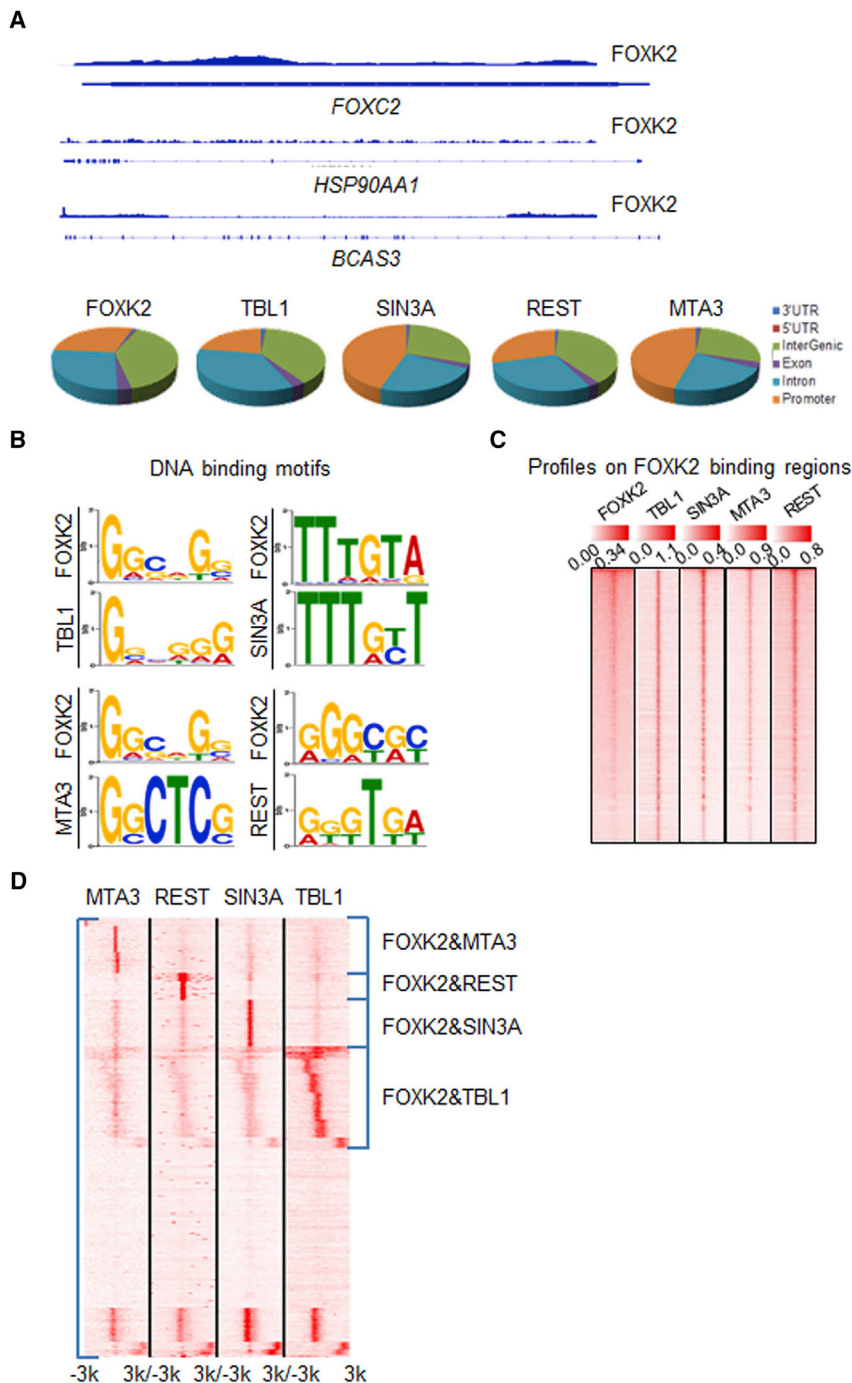 A
FOXK2
FOXC2
FOXK2
HSP90AA1
FOXK2
BCAS3
FOXK2 TBL1 SIN3A REST MTA3
3'UTR
5'UTR
InterGenic
Exon
Intron
Promoter
B
DNA binding motifs
FOXK2
TBL1
FOXK2
SIN3A
FOXK2
MTA3
FOXK2
REST
C
Profiles on FOXK2 binding regions
FOXK2 TBL1 SIN3A MTA3 REST
0.00 0.34 0.0 1.1 0.0 0.4 0.0 0.9 0.0 0.8
D
MTA3 REST SIN3A TBL1
FOXK2&MTA3
FOXK2&REST
FOXK2&SIN3A
FOXK2&TBL1
-3k 3k/-3k 3k/-3k 3k/-3k 3k